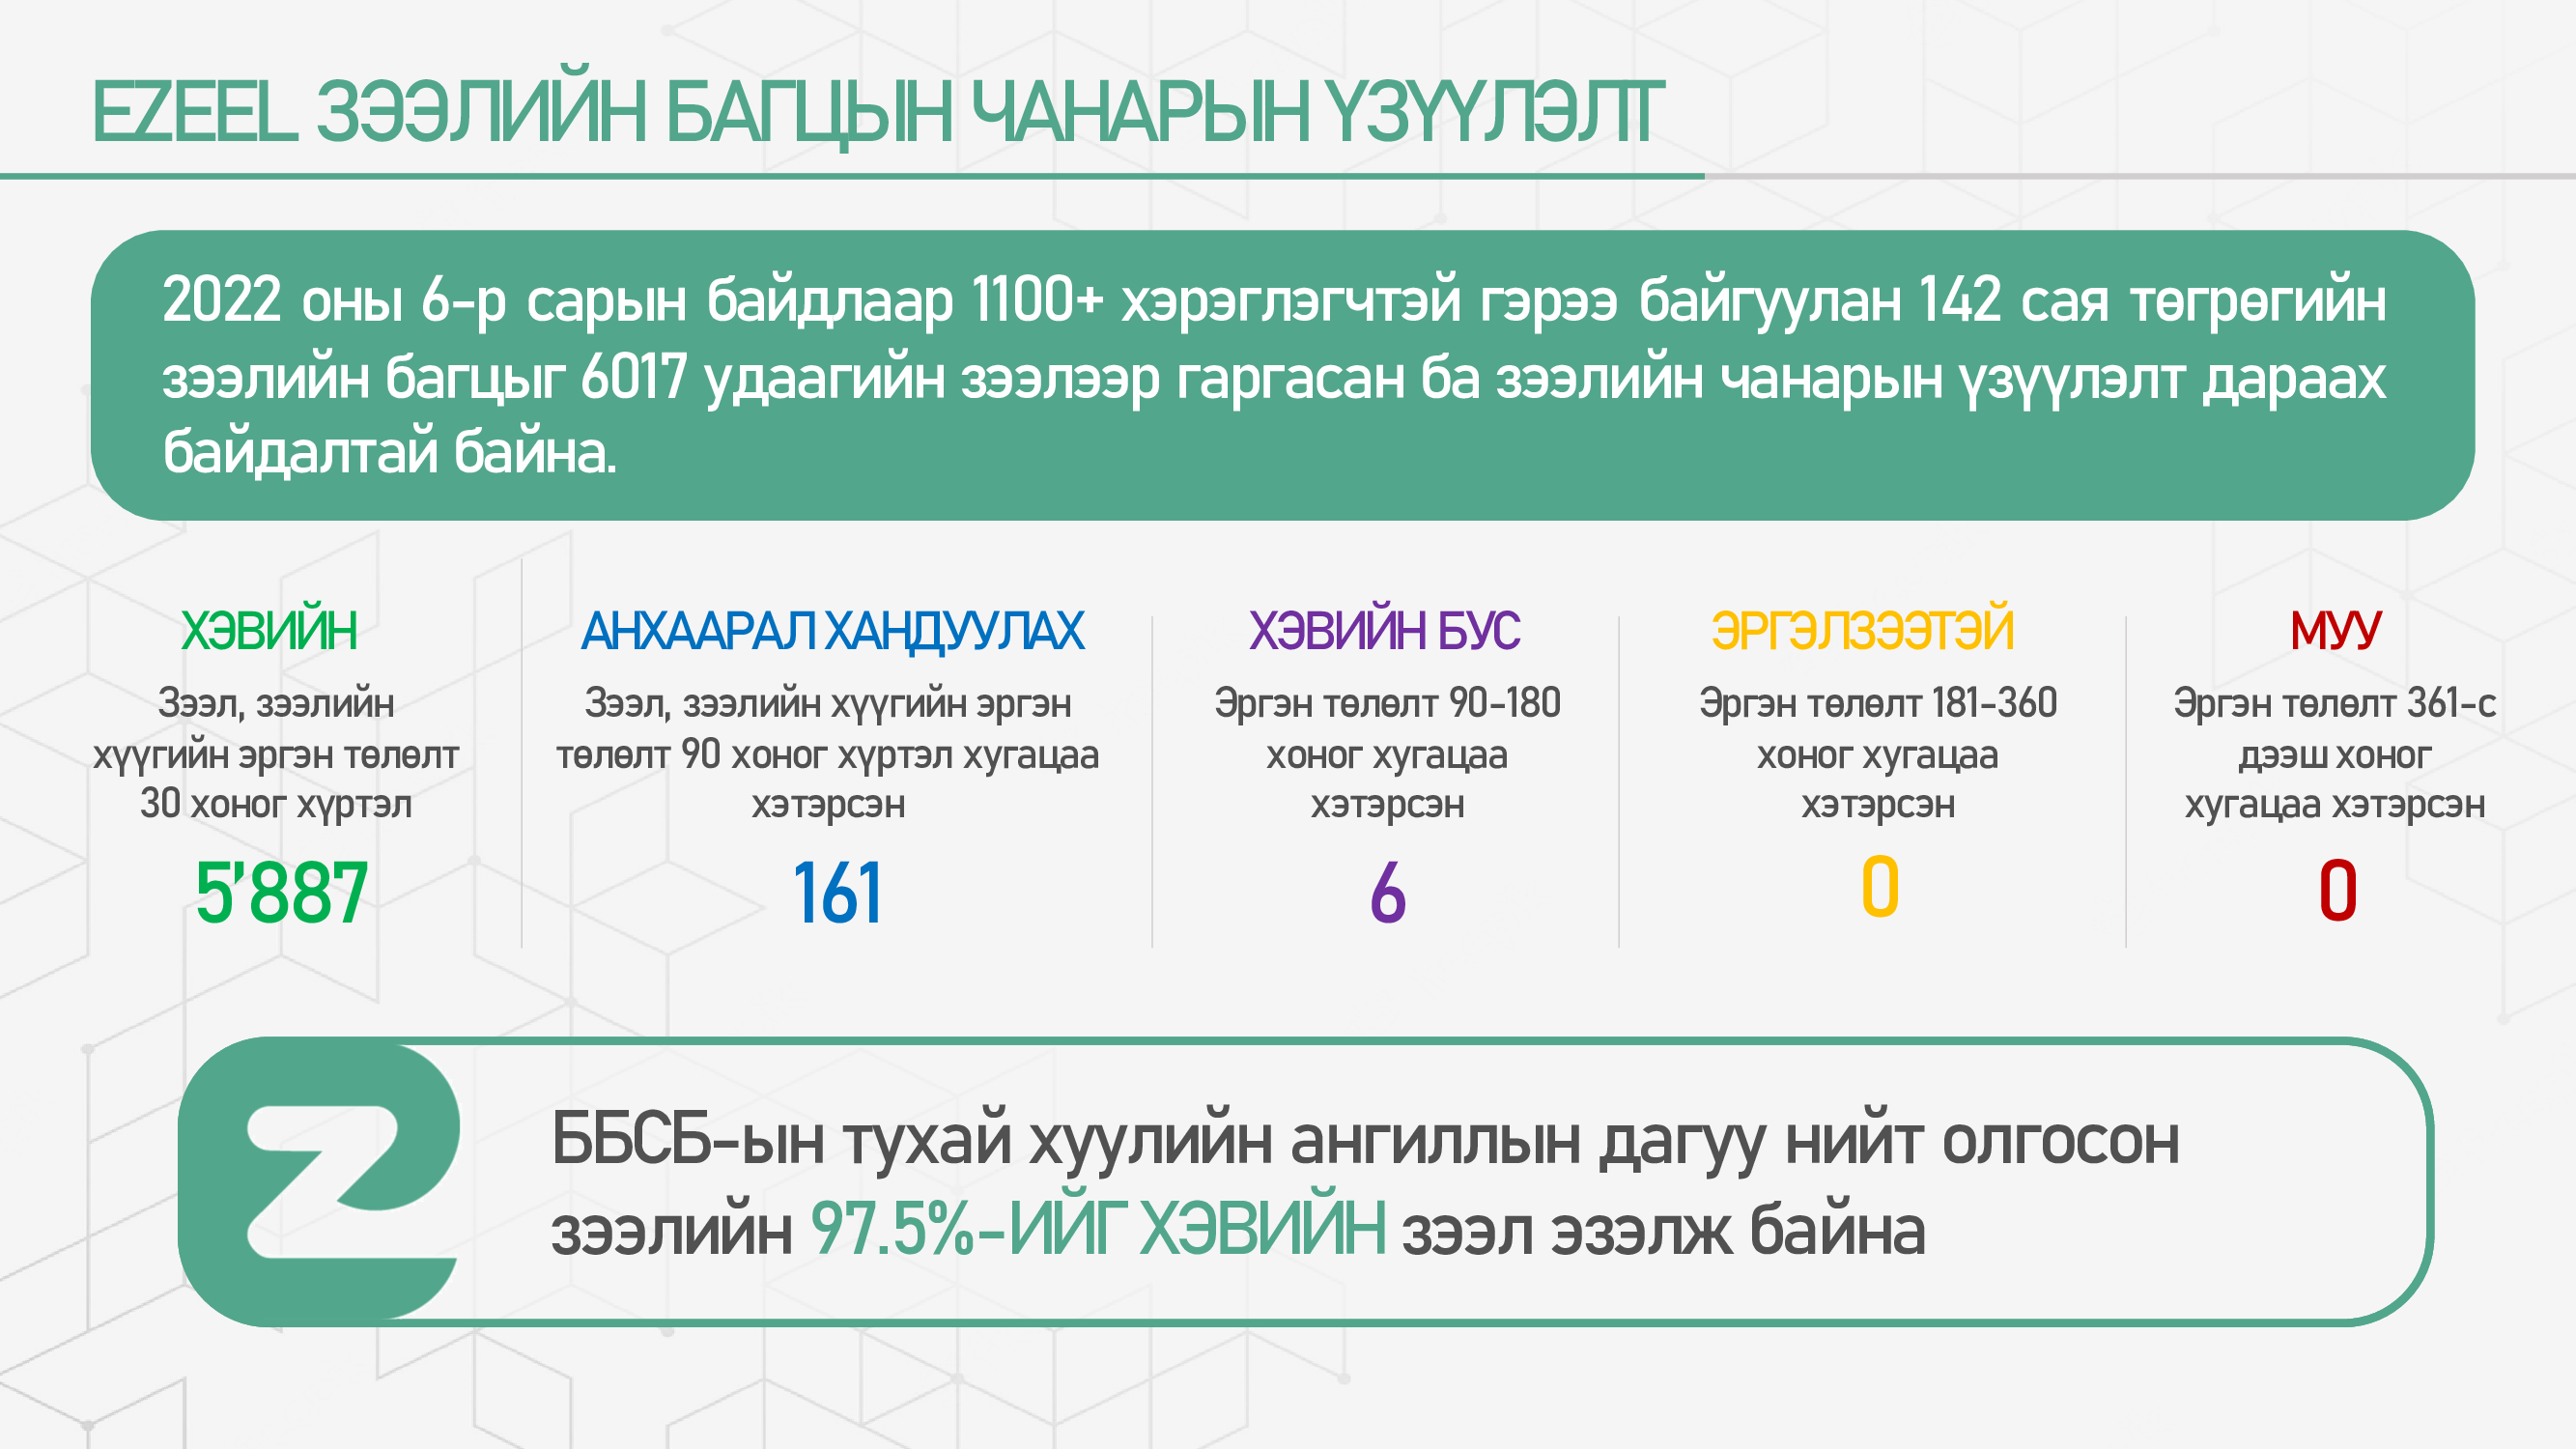 EZEEL ЗЭЭЛИЙН БАГЦЫН ЧАНАРЫН ҮЗҮҮЛЭЛТ
2022 оны 6-р сарын байдлаар 1100+ хэрэглэгчтэй гэрээ байгуулан 142 сая төгрөгийн
зээлийн багцыг 6017 удаагийн зээлээр гаргасан ба зээлийн чанарын үзүүлэлт дараах
байдалтай байна.
ХЭВИЙН
Зээл, зээлийн
хүүгийн эргэн төлөлт
30 хоног хүртэл
5’887
АНХААРАЛ ХАНДУУЛАХ
Зээл, зээлийн хүүгийн эргэн
төлөлт 90 хоног хүртэл хугацаа
хэтэрсэн
161
ХЭВИЙН БУС
Эргэн төлөлт 90-180
хоног хугацаа
хэтэрсэн
6
ЭРГЭЛЗЭЭТЭЙ
Эргэн төлөлт 181-360
хоног хугацаа
хэтэрсэн
0
МУУ
Эргэн төлөлт 361-с
дээш хоног
хугацаа хэтэрсэн
0
ББСБ-ын тухай хуулийн ангиллын дагуу нийт олгосон
зээлийн 97.5%-ИЙГ ХЭВИЙН зээл эзэлж байна